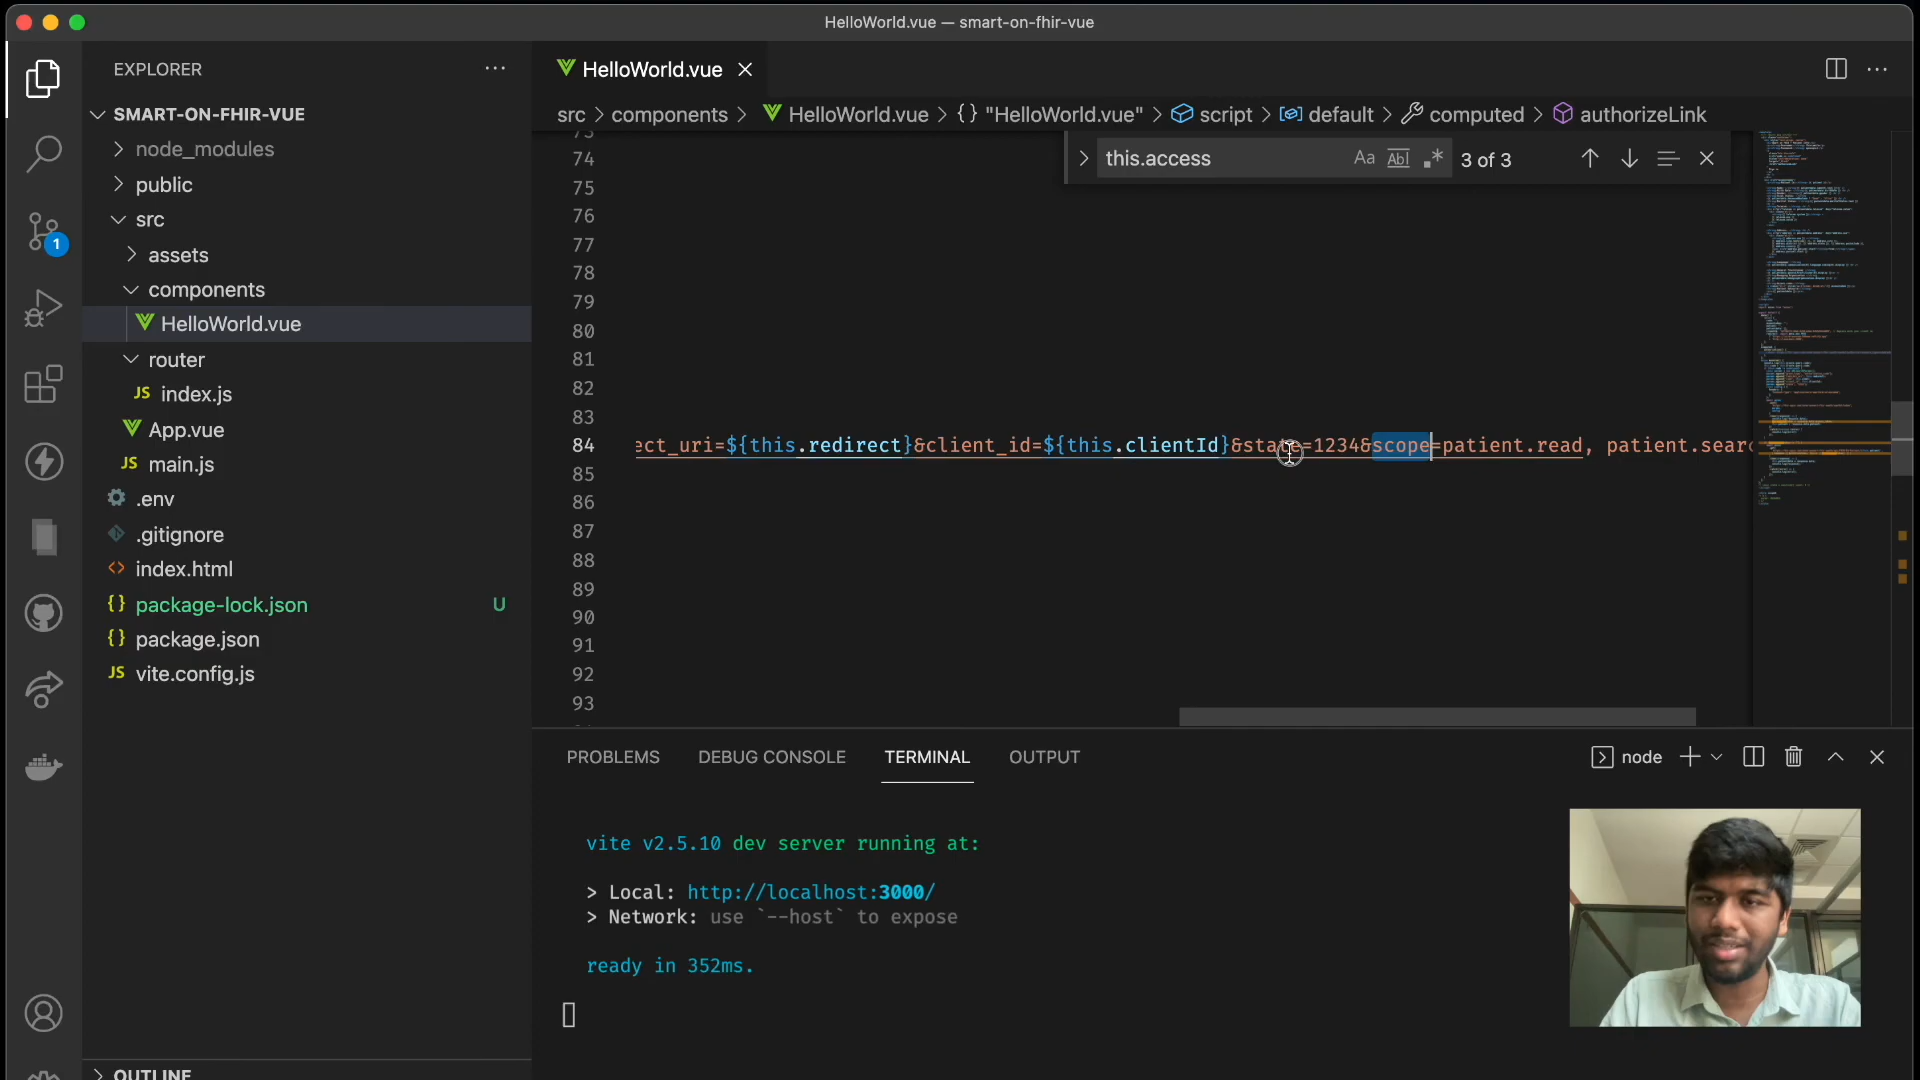 HelloWorld.vue — smart-on-fhir-vue
EXPLORER
SMART-ON-FHIR-VUE
node_modules
public
src
assets
components
HelloWorld.vue
router
JS index.js
App.vue
JS main.js
.env
.gitignore
<> index.html
{} package-lock.json U
{} package.json
JS vite.config.js
OUTLINE
1
HelloWorld.vue
src > components > HelloWorld.vue > {} "HelloWorld.vue" > script > default > computed > authorizeLink
this.access Aa Abl .* 3 of 3
73
74
75
76
77
78
79
80
81
82
83
84 ect_uri=${this.redirect}&client_id=${this.clientId}&state=1234&scope=patient.read, patient.searc
85
86
87
88
89
90
91
92
93
PROBLEMS DEBUG CONSOLE TERMINAL OUTPUT
node
vite v2.5.10 dev server running at:
> Local: http://localhost:3000/
> Network: use `--host` to expose
ready in 352ms.